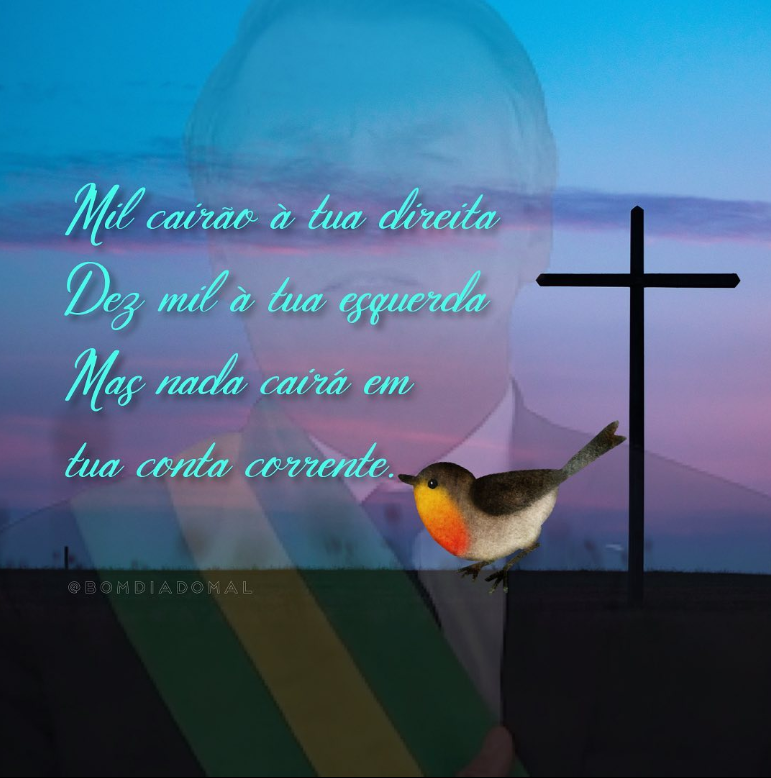 Mil cairão à tua direita
Dez mil à tua esquerda
Mas nada cairá em
tua conta corrente.
@BOMDIADOMAL